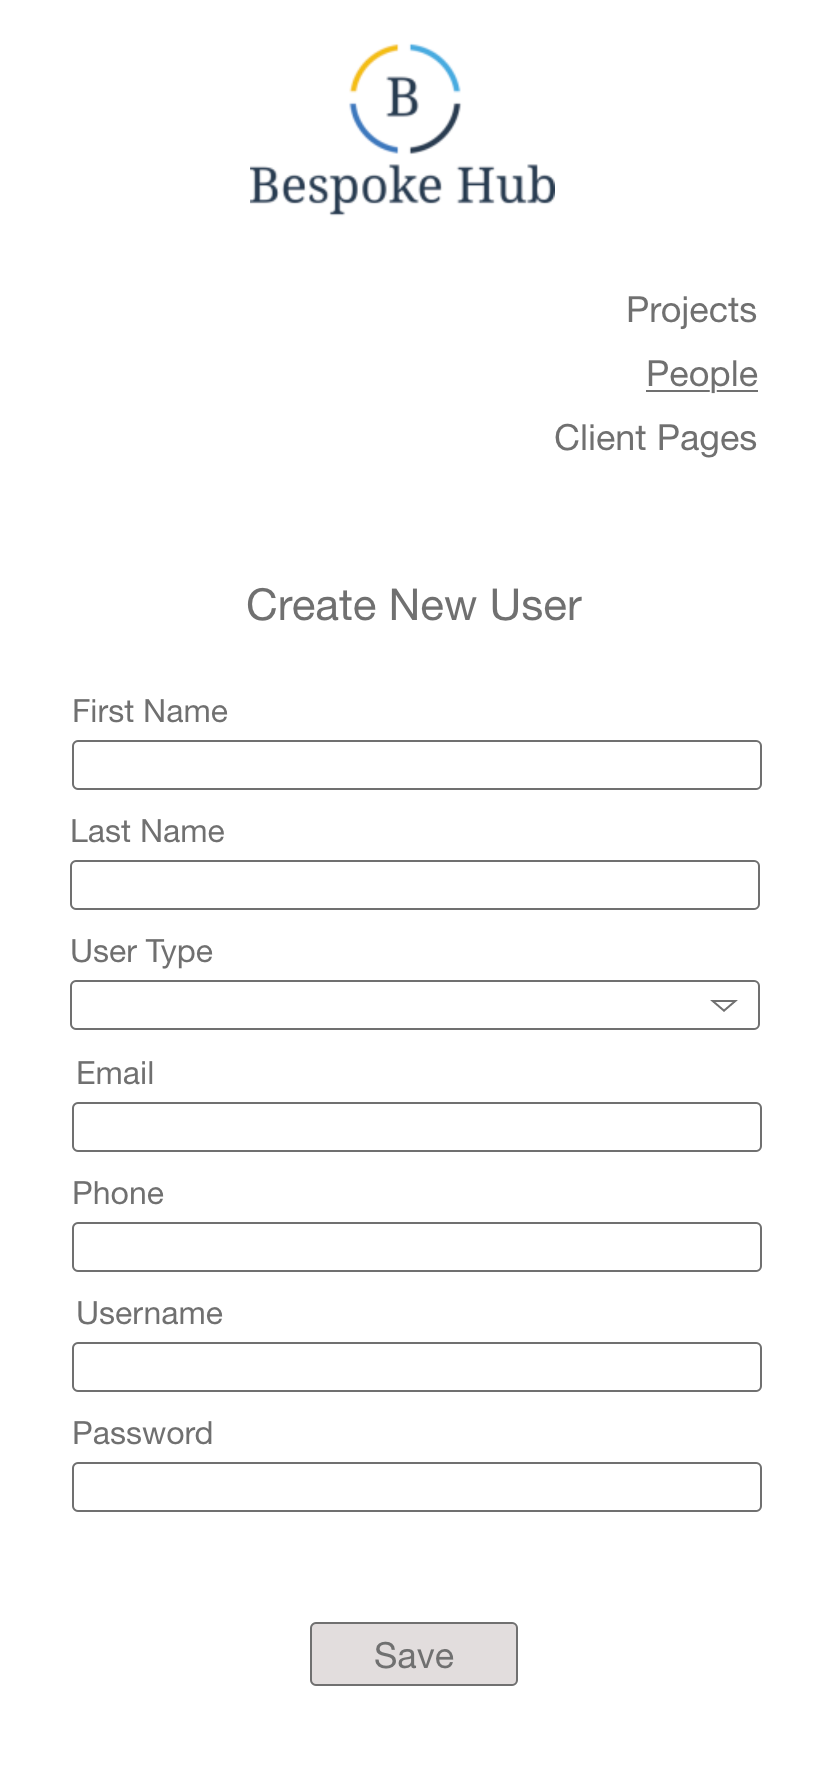 B
Bespoke Hub
Projects
People
Client Pages
Create New User
First Name
Last Name
User Type
Email
Phone
Username
Password
Save